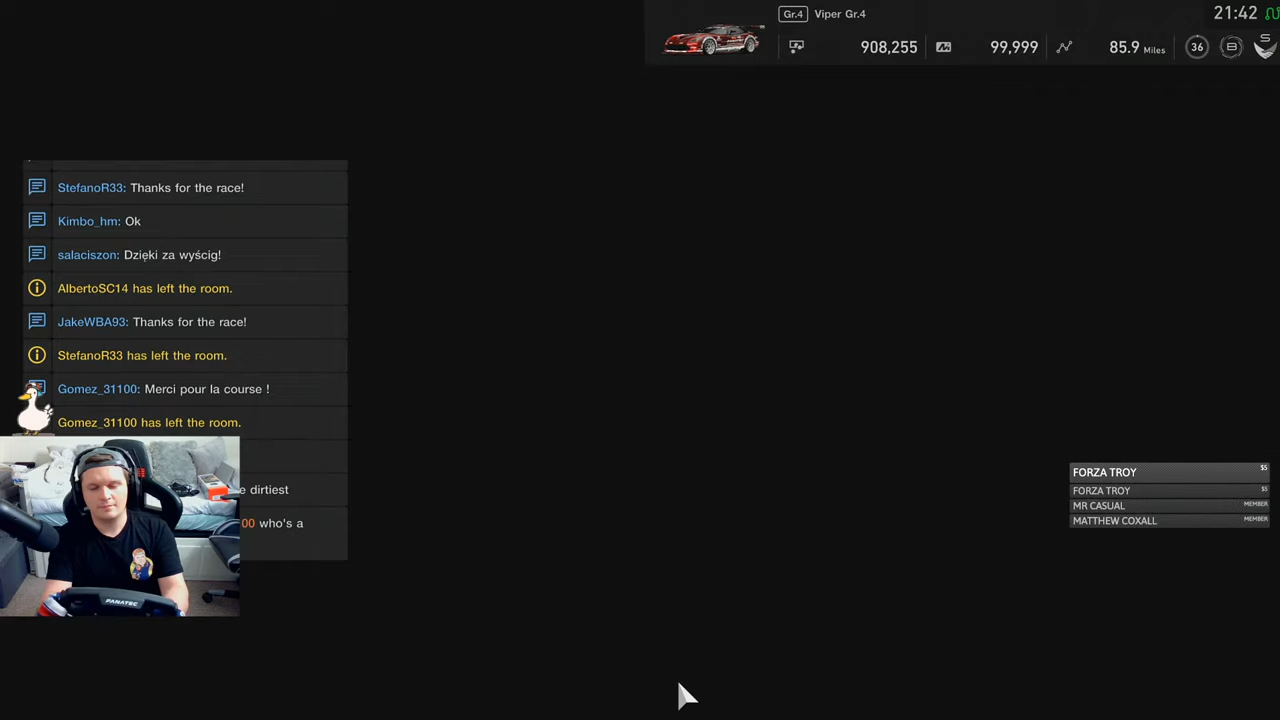 Gr.4 Viper Gr.4
21:42
908,255 99,999 85.9 Miles 36 S
StefanoR33: Thanks for the race!
Kimbo_hm: Ok
salaciszon: Dzięki za wyścig!
AlbertoSC14 has left the room.
JakeWBA93: Thanks for the race!
StefanoR33 has left the room.
Gomez_31100: Merci pour la course !
Gomez_31100 has left the room.
e dirtiest
00 who's a
FANATEC
FORZA TROY $5
FORZA TROY $5
MR CASUAL MEMBER
MATTHEW COXALL MEMBER